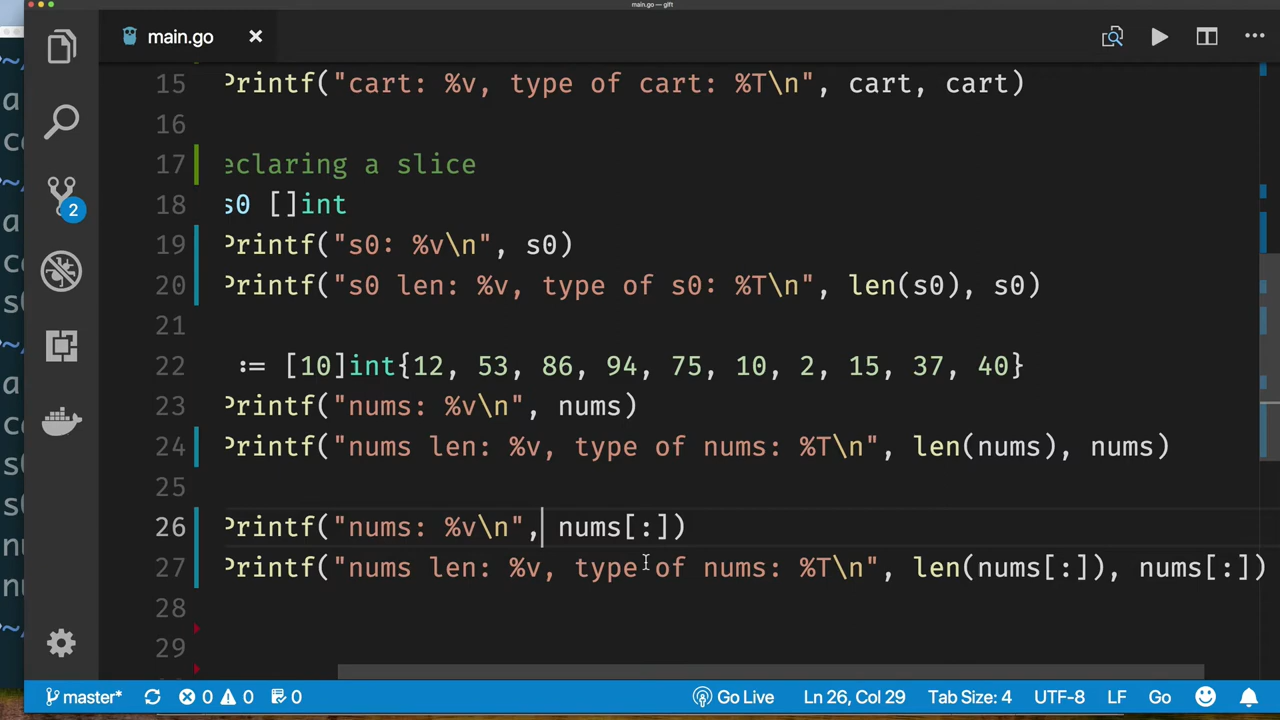 main.go — gift
main.go
15 Printf("cart: %v, type of cart: %T\n", cart, cart)
16
17 eclaring a slice
18 s0 []int
19 Printf("s0: %v\n", s0)
20 Printf("s0 len: %v, type of s0: %T\n", len(s0), s0)
21
22 := [10]int{12, 53, 86, 94, 75, 10, 2, 15, 37, 40}
23 Printf("nums: %v\n", nums)
24 Printf("nums len: %v, type of nums: %T\n", len(nums), nums)
25
26 Printf("nums: %v\n", nums[:])
27 Printf("nums len: %v, type of nums: %T\n", len(nums[:]), nums[:])
28
29
2
master* 0 0 0 Go Live Ln 26, Col 29 Tab Size: 4 UTF-8 LF Go